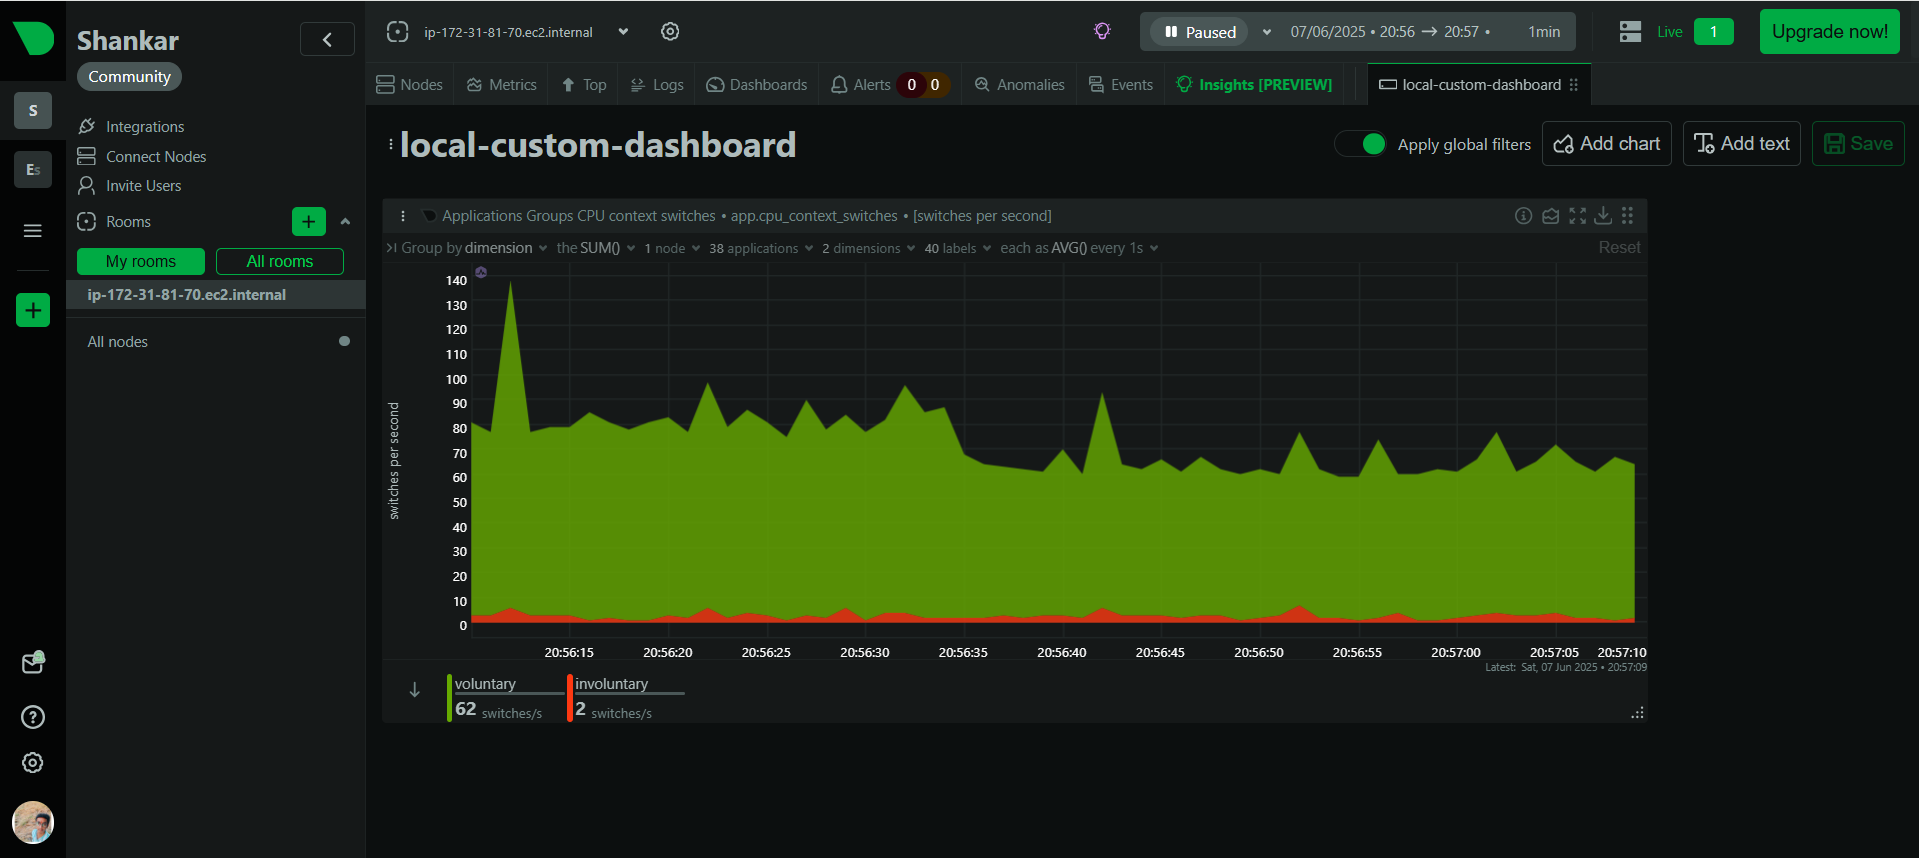 Shankar
Community
S
Es
Integrations
Connect Nodes
Invite Users
Rooms
+
My rooms
All rooms
ip-172-31-81-70.ec2.internal
+
All nodes
ip-172-31-81-70.ec2.internal
Paused
07/06/2025 • 20:56 → 20:57 •
1min
Live
1
Upgrade now!
Nodes
Metrics
Top
Logs
Dashboards
Alerts 0 0
Anomalies
Events
Insights [PREVIEW]
local-custom-dashboard
local-custom-dashboard
Apply global filters
Add chart
Add text
Save
Applications Groups CPU context switches • app.cpu_context_switches • [switches per second]
Group by dimension the SUM() 1 node 38 applications 2 dimensions 40 labels each as AVG() every 1s
Reset
switches per second
140
130
120
110
100
90
80
70
60
50
40
30
20
10
0
20:56:15 20:56:20 20:56:25 20:56:30 20:56:35 20:56:40 20:56:45 20:56:50 20:56:55 20:57:00 20:57:05 20:57:10
Latest: Sat, 07 Jun 2025 • 20:57:09
voluntary
62 switches/s
involuntary
2 switches/s